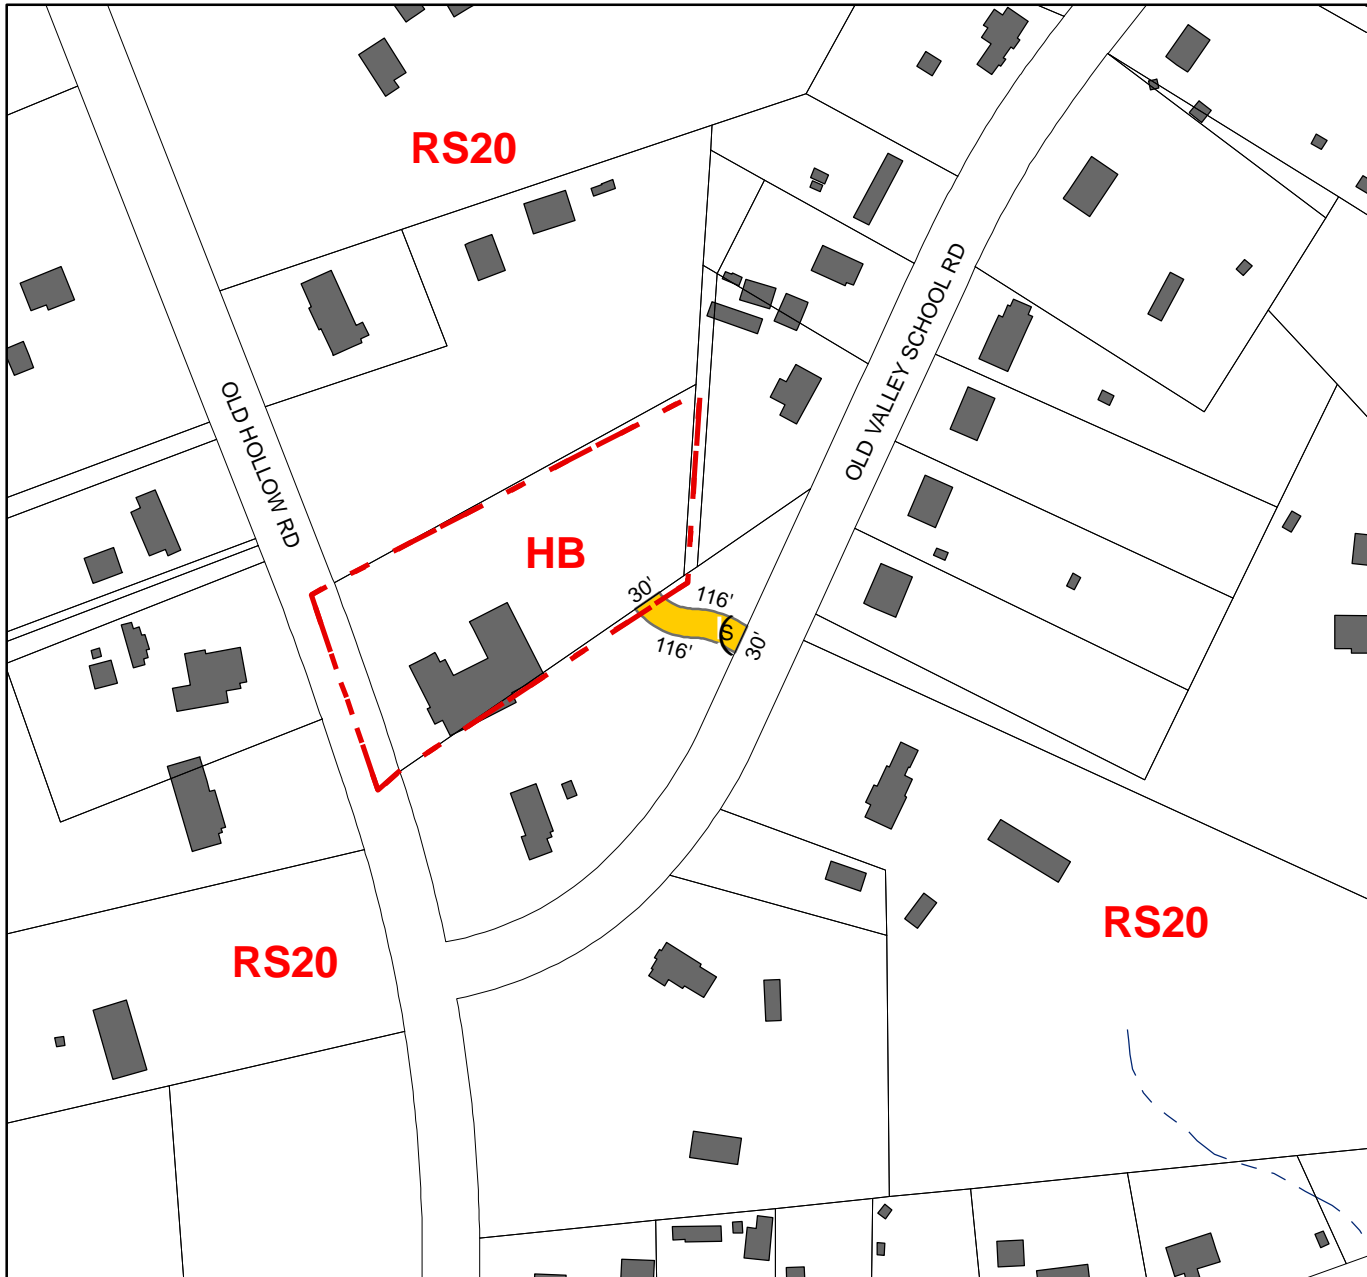 RS20
OLD HOLLOW RD
OLD VALLEY SCHOOL RD
HB
30'
116'
S
116'
30'
RS20
RS20